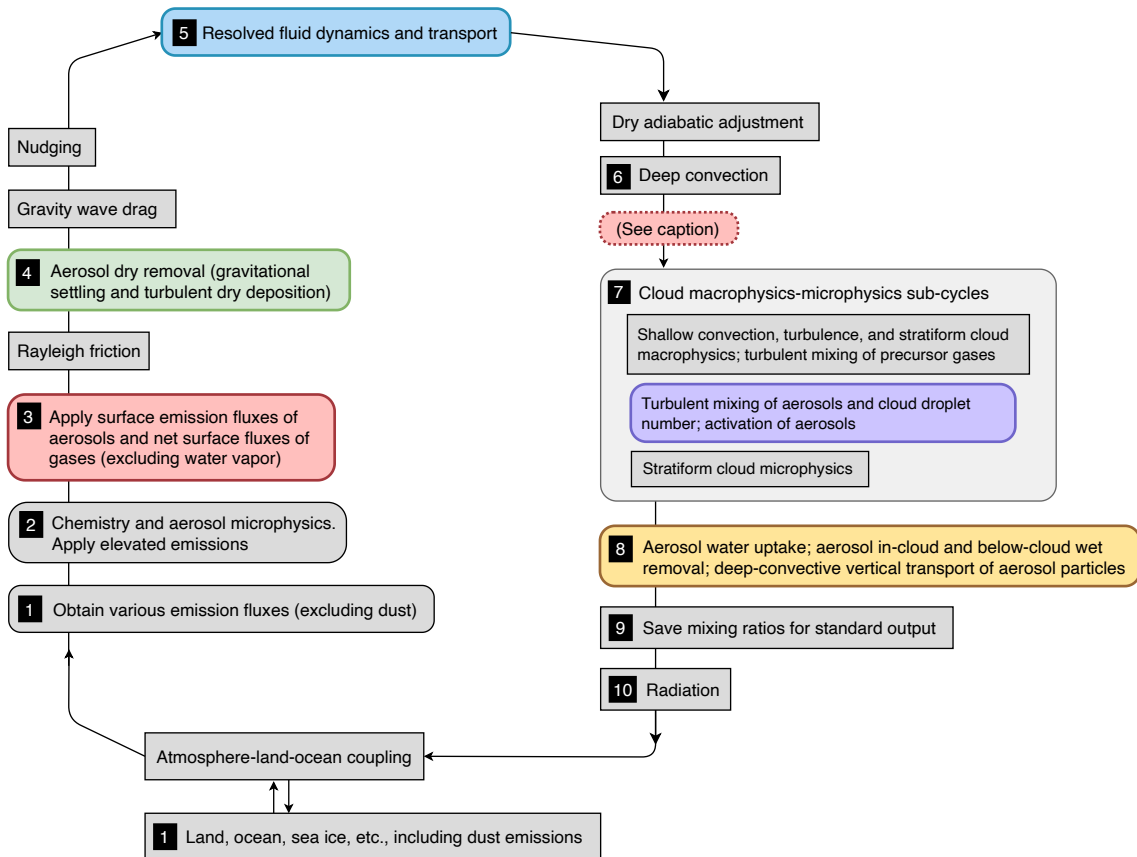 5 Resolved fluid dynamics and transport
Nudging
Gravity wave drag
4 Aerosol dry removal (gravitational
settling and turbulent dry deposition)
Rayleigh friction
3 Apply surface emission fluxes of
aerosols and net surface fluxes of
gases (excluding water vapor)
2 Chemistry and aerosol microphysics.
Apply elevated emissions
1 Obtain various emission fluxes (excluding dust)
Dry adiabatic adjustment
6 Deep convection
(See caption)
7 Cloud macrophysics-microphysics sub-cycles
Shallow convection, turbulence, and stratiform cloud
macrophysics; turbulent mixing of precursor gases
Turbulent mixing of aerosols and cloud droplet
number; activation of aerosols
Stratiform cloud microphysics
8 Aerosol water uptake; aerosol in-cloud and below-cloud wet
removal; deep-convective vertical transport of aerosol particles
9 Save mixing ratios for standard output
10 Radiation
Atmosphere-land-ocean coupling
1 Land, ocean, sea ice, etc., including dust emissions